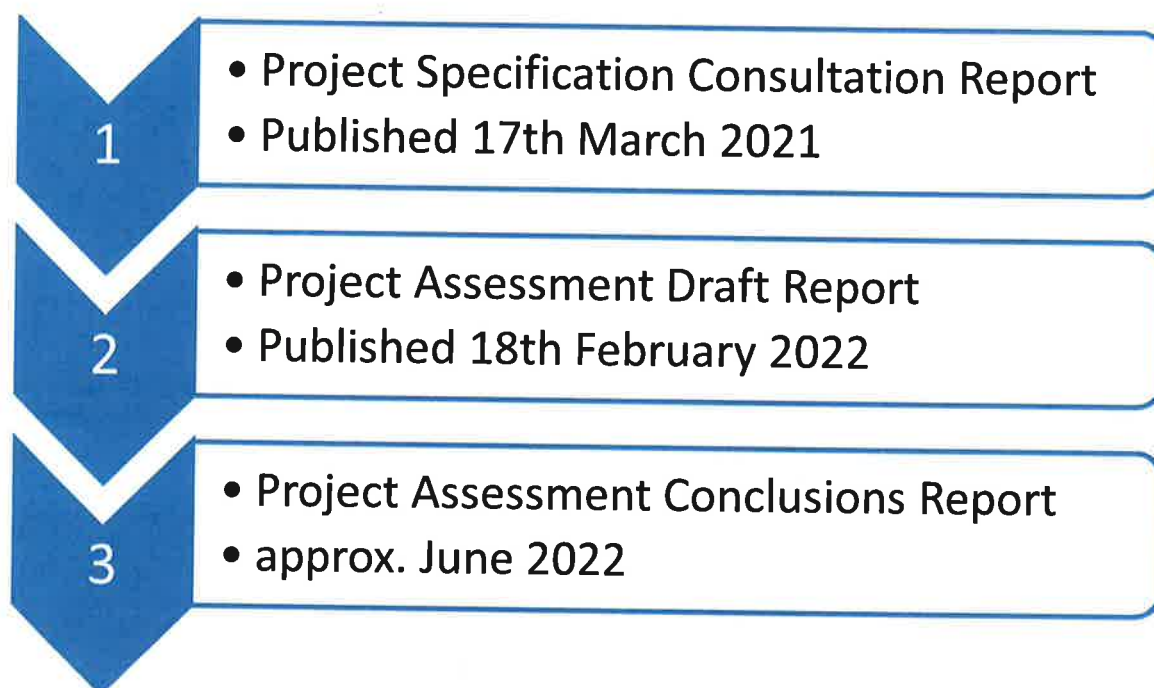 1
• Project Specification Consultation Report
• Published 17th March 2021
2
• Project Assessment Draft Report
• Published 18th February 2022
3
• Project Assessment Conclusions Report
• approx. June 2022